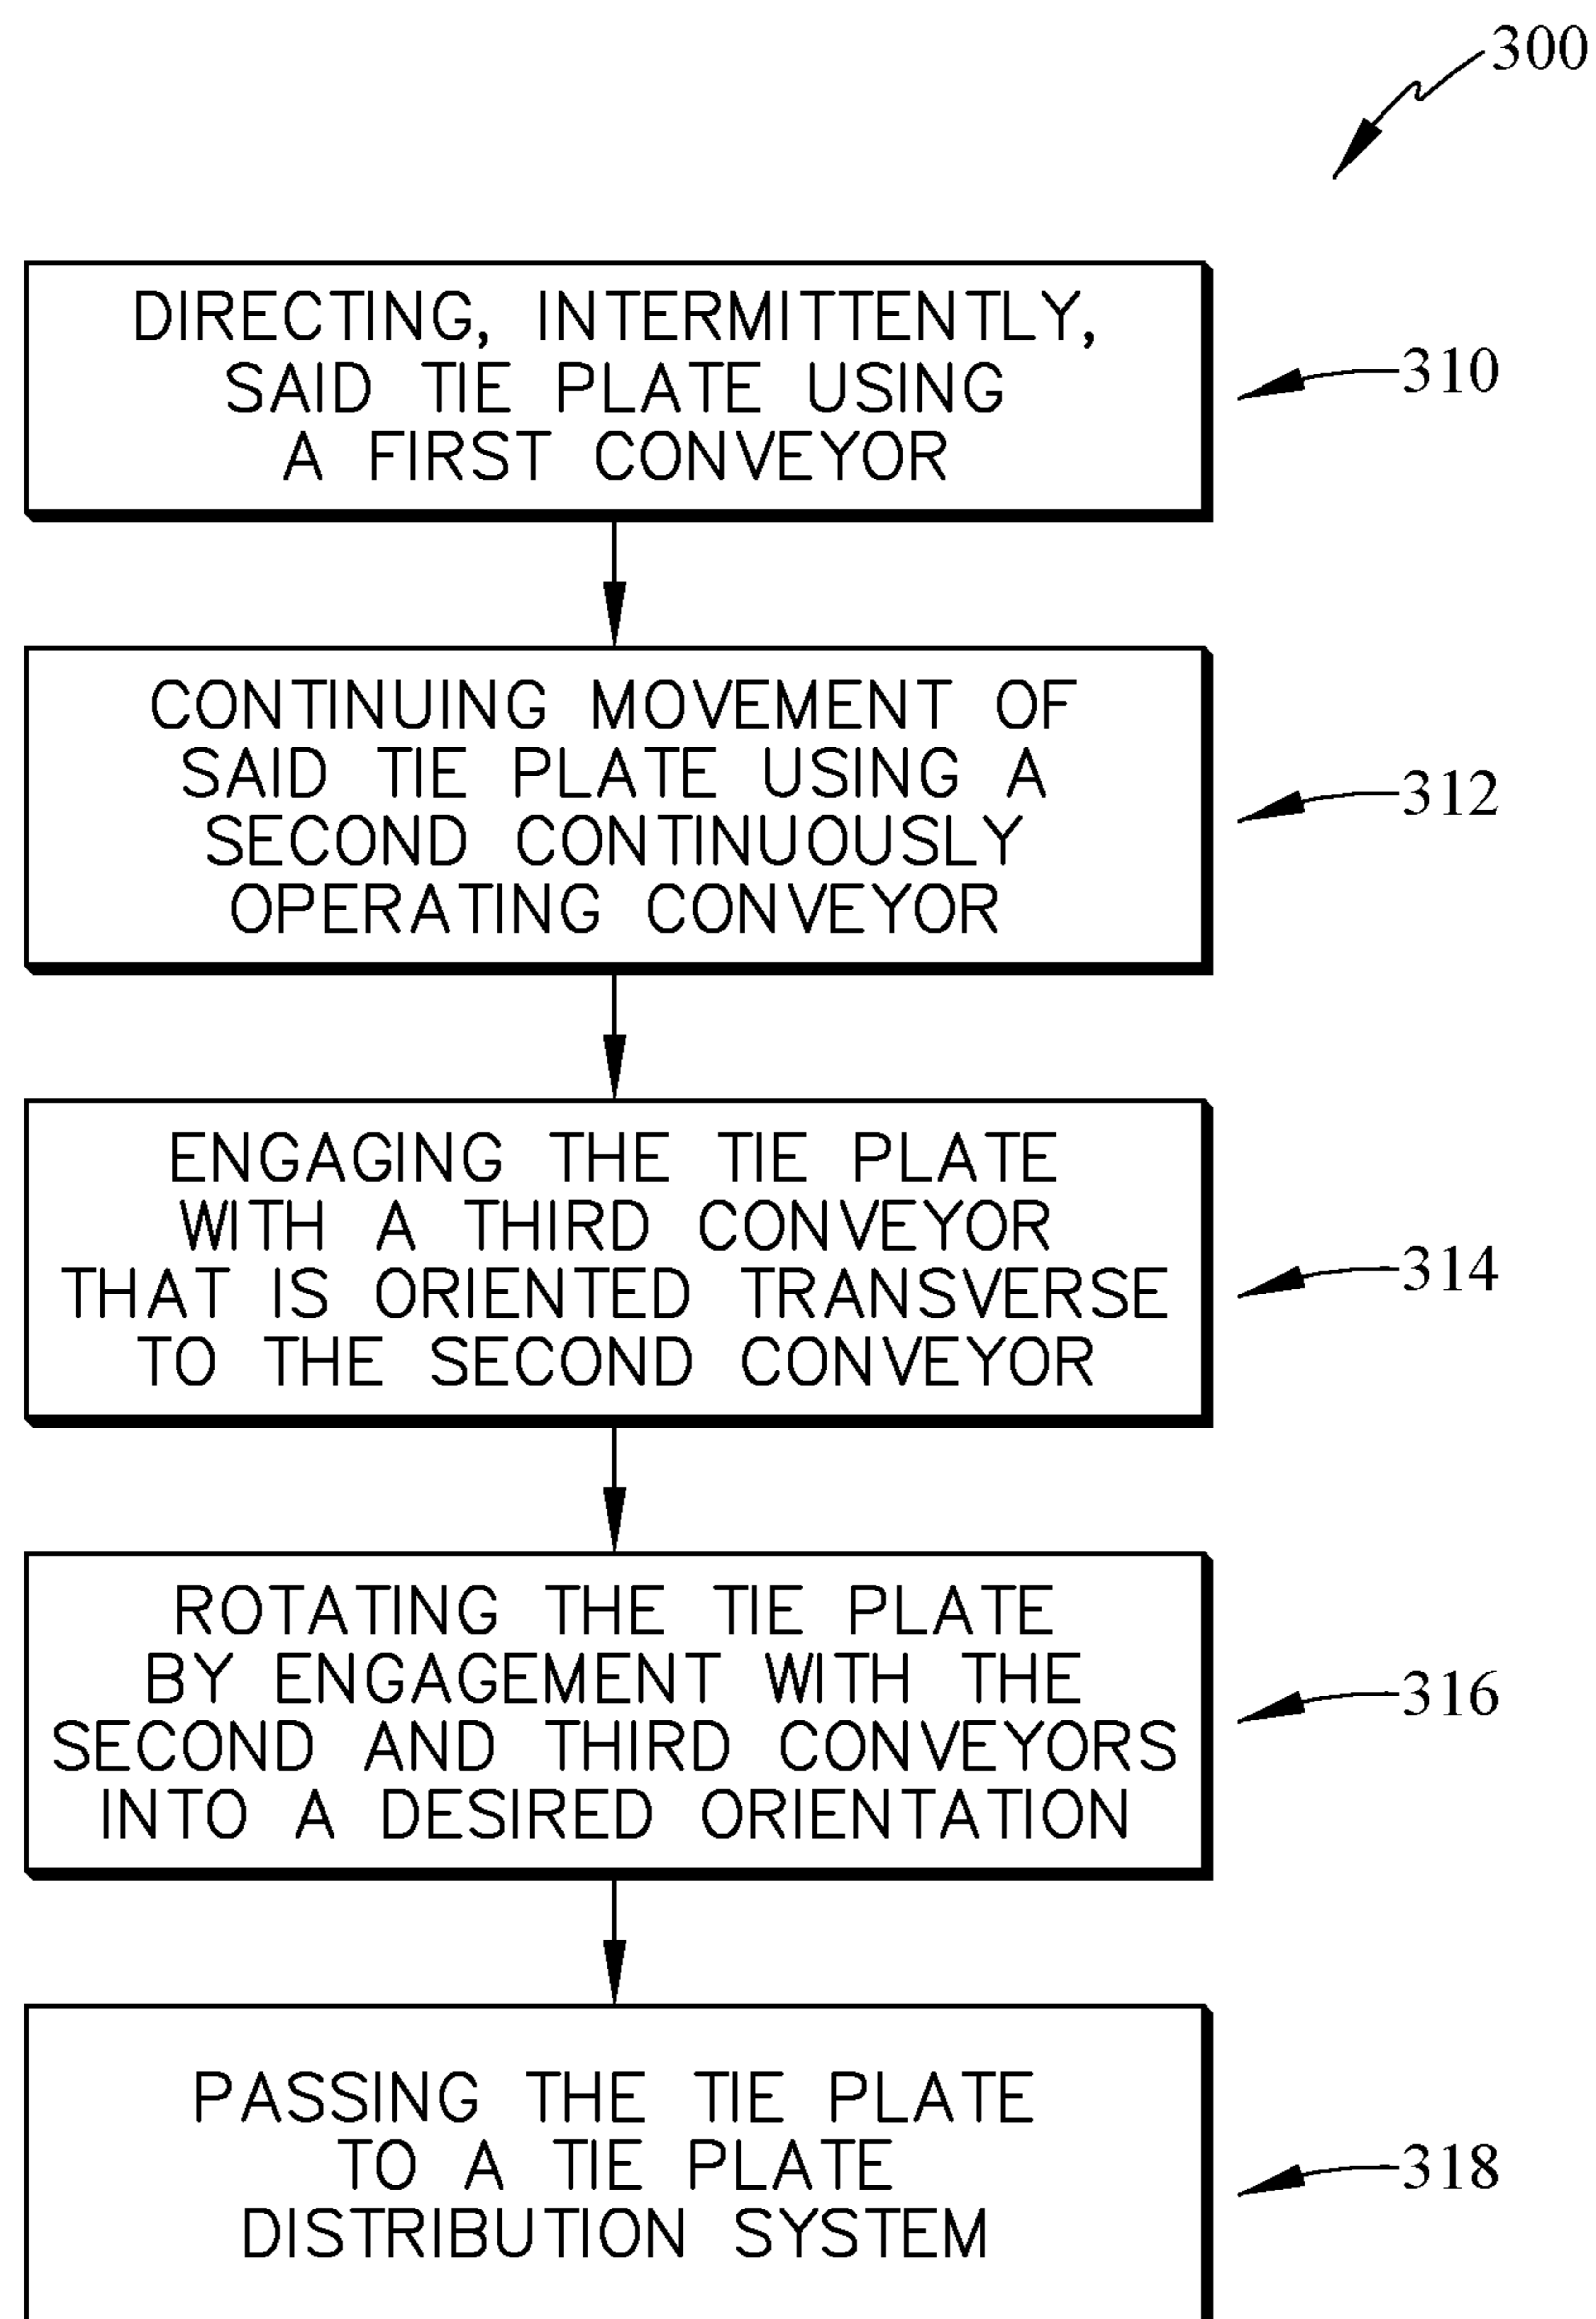 300
DIRECTING, INTERMITTENTLY,
SAID TIE PLATE USING
A FIRST CONVEYOR
310
CONTINUING MOVEMENT OF
SAID TIE PLATE USING A
SECOND CONTINUOUSLY
OPERATING CONVEYOR
312
ENGAGING THE TIE PLATE
WITH A THIRD CONVEYOR
THAT IS ORIENTED TRANSVERSE
TO THE SECOND CONVEYOR
314
ROTATING THE TIE PLATE
BY ENGAGEMENT WITH THE
SECOND AND THIRD CONVEYORS
INTO A DESIRED ORIENTATION
316
PASSING THE TIE PLATE
TO A TIE PLATE
DISTRIBUTION SYSTEM
318